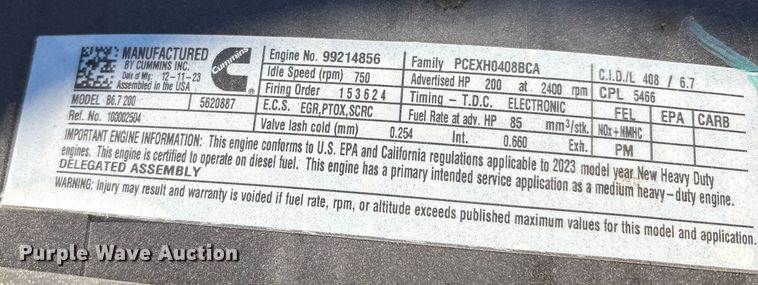 MANUFACTURED
BY CUMMINS INC.
Date of Mfg: 12-11-23
Assembled in the USA
MODEL B6.7 200 5620887
Ref. No. 100002504
Cummins
Engine No. 99214856
Idle Speed (rpm) 750
Firing Order 153624
E.C.S. EGR,PTOX,SCRC
Valve lash cold (mm) 0.254 Int. 0.660 Exh.
Family PCEXH0408BCA
Advertised HP 200 at 2400 rpm
Timing - T.D.C. ELECTRONIC
Fuel Rate at adv. HP 85 mm³/stk.
C.I.D./L 408 / 6.7
CPL 5466
FEL EPA CARB
NOx+NMHC
PM
IMPORTANT ENGINE INFORMATION: This engine conforms to U.S. EPA and California regulations applicable to 2023 model year New Heavy Duty
engines. This engine is certified to operate on diesel fuel. This engine has a primary intended service application as a medium heavy-duty engine.
DELEGATED ASSEMBLY
WARNING: Injury may result and warranty is voided if fuel rate, rpm, or altitude exceeds published maximum values for this model and application.
Purple Wave Auction